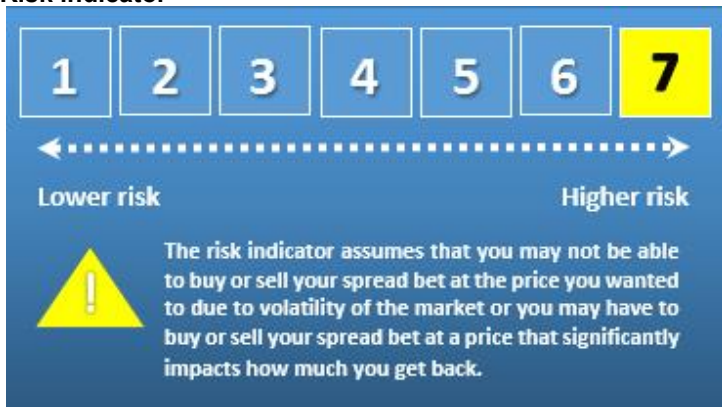 Risk indicator
1 2 3 4 5 6 7
Lower risk Higher risk
! The risk indicator assumes that you may not be able
to buy or sell your spread bet at the price you wanted
to due to volatility of the market or you may have to
buy or sell your spread bet at a price that significantly
impacts how much you get back.